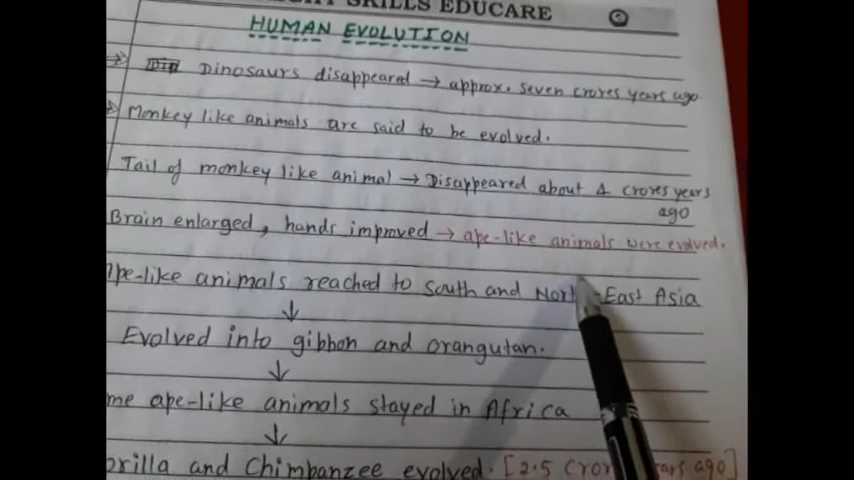 SKILLS EDUCARE
HUMAN EVOLUTION
→ Dinosaurs disappeared → approx. seven crores years ago
Monkey like animals are said to be evolved.
Tail of monkey like animal → Disappeared about 4 crores years
ago
Brain enlarged, hands improved → ape-like animals were evolved.
Ape-like animals reached to south and North-East Asia
↓
Evolved into gibbon and orangutan.
↓
me ape-like animals stayed in Africa
↓
orilla and Chimpanzee evolved. [2.5 Cror ars ago]